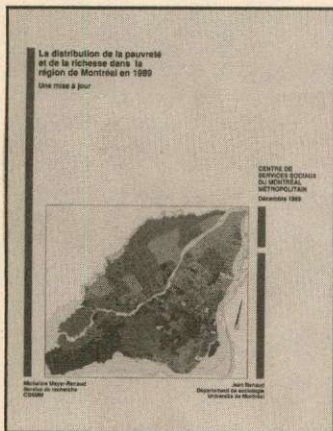 La distribution de la pauvreté
et de la richesse dans la
région de Montréal en 1989
Une mise à jour
CENTRE DE
SERVICES SOCIAUX
DU MONTRÉAL
MÉTROPOLITAIN
Décembre 1989
Micheline Mayer-Renaud
Service de recherche
CSSMM
Jean Renaud
Département de sociologie
Université de Montréal